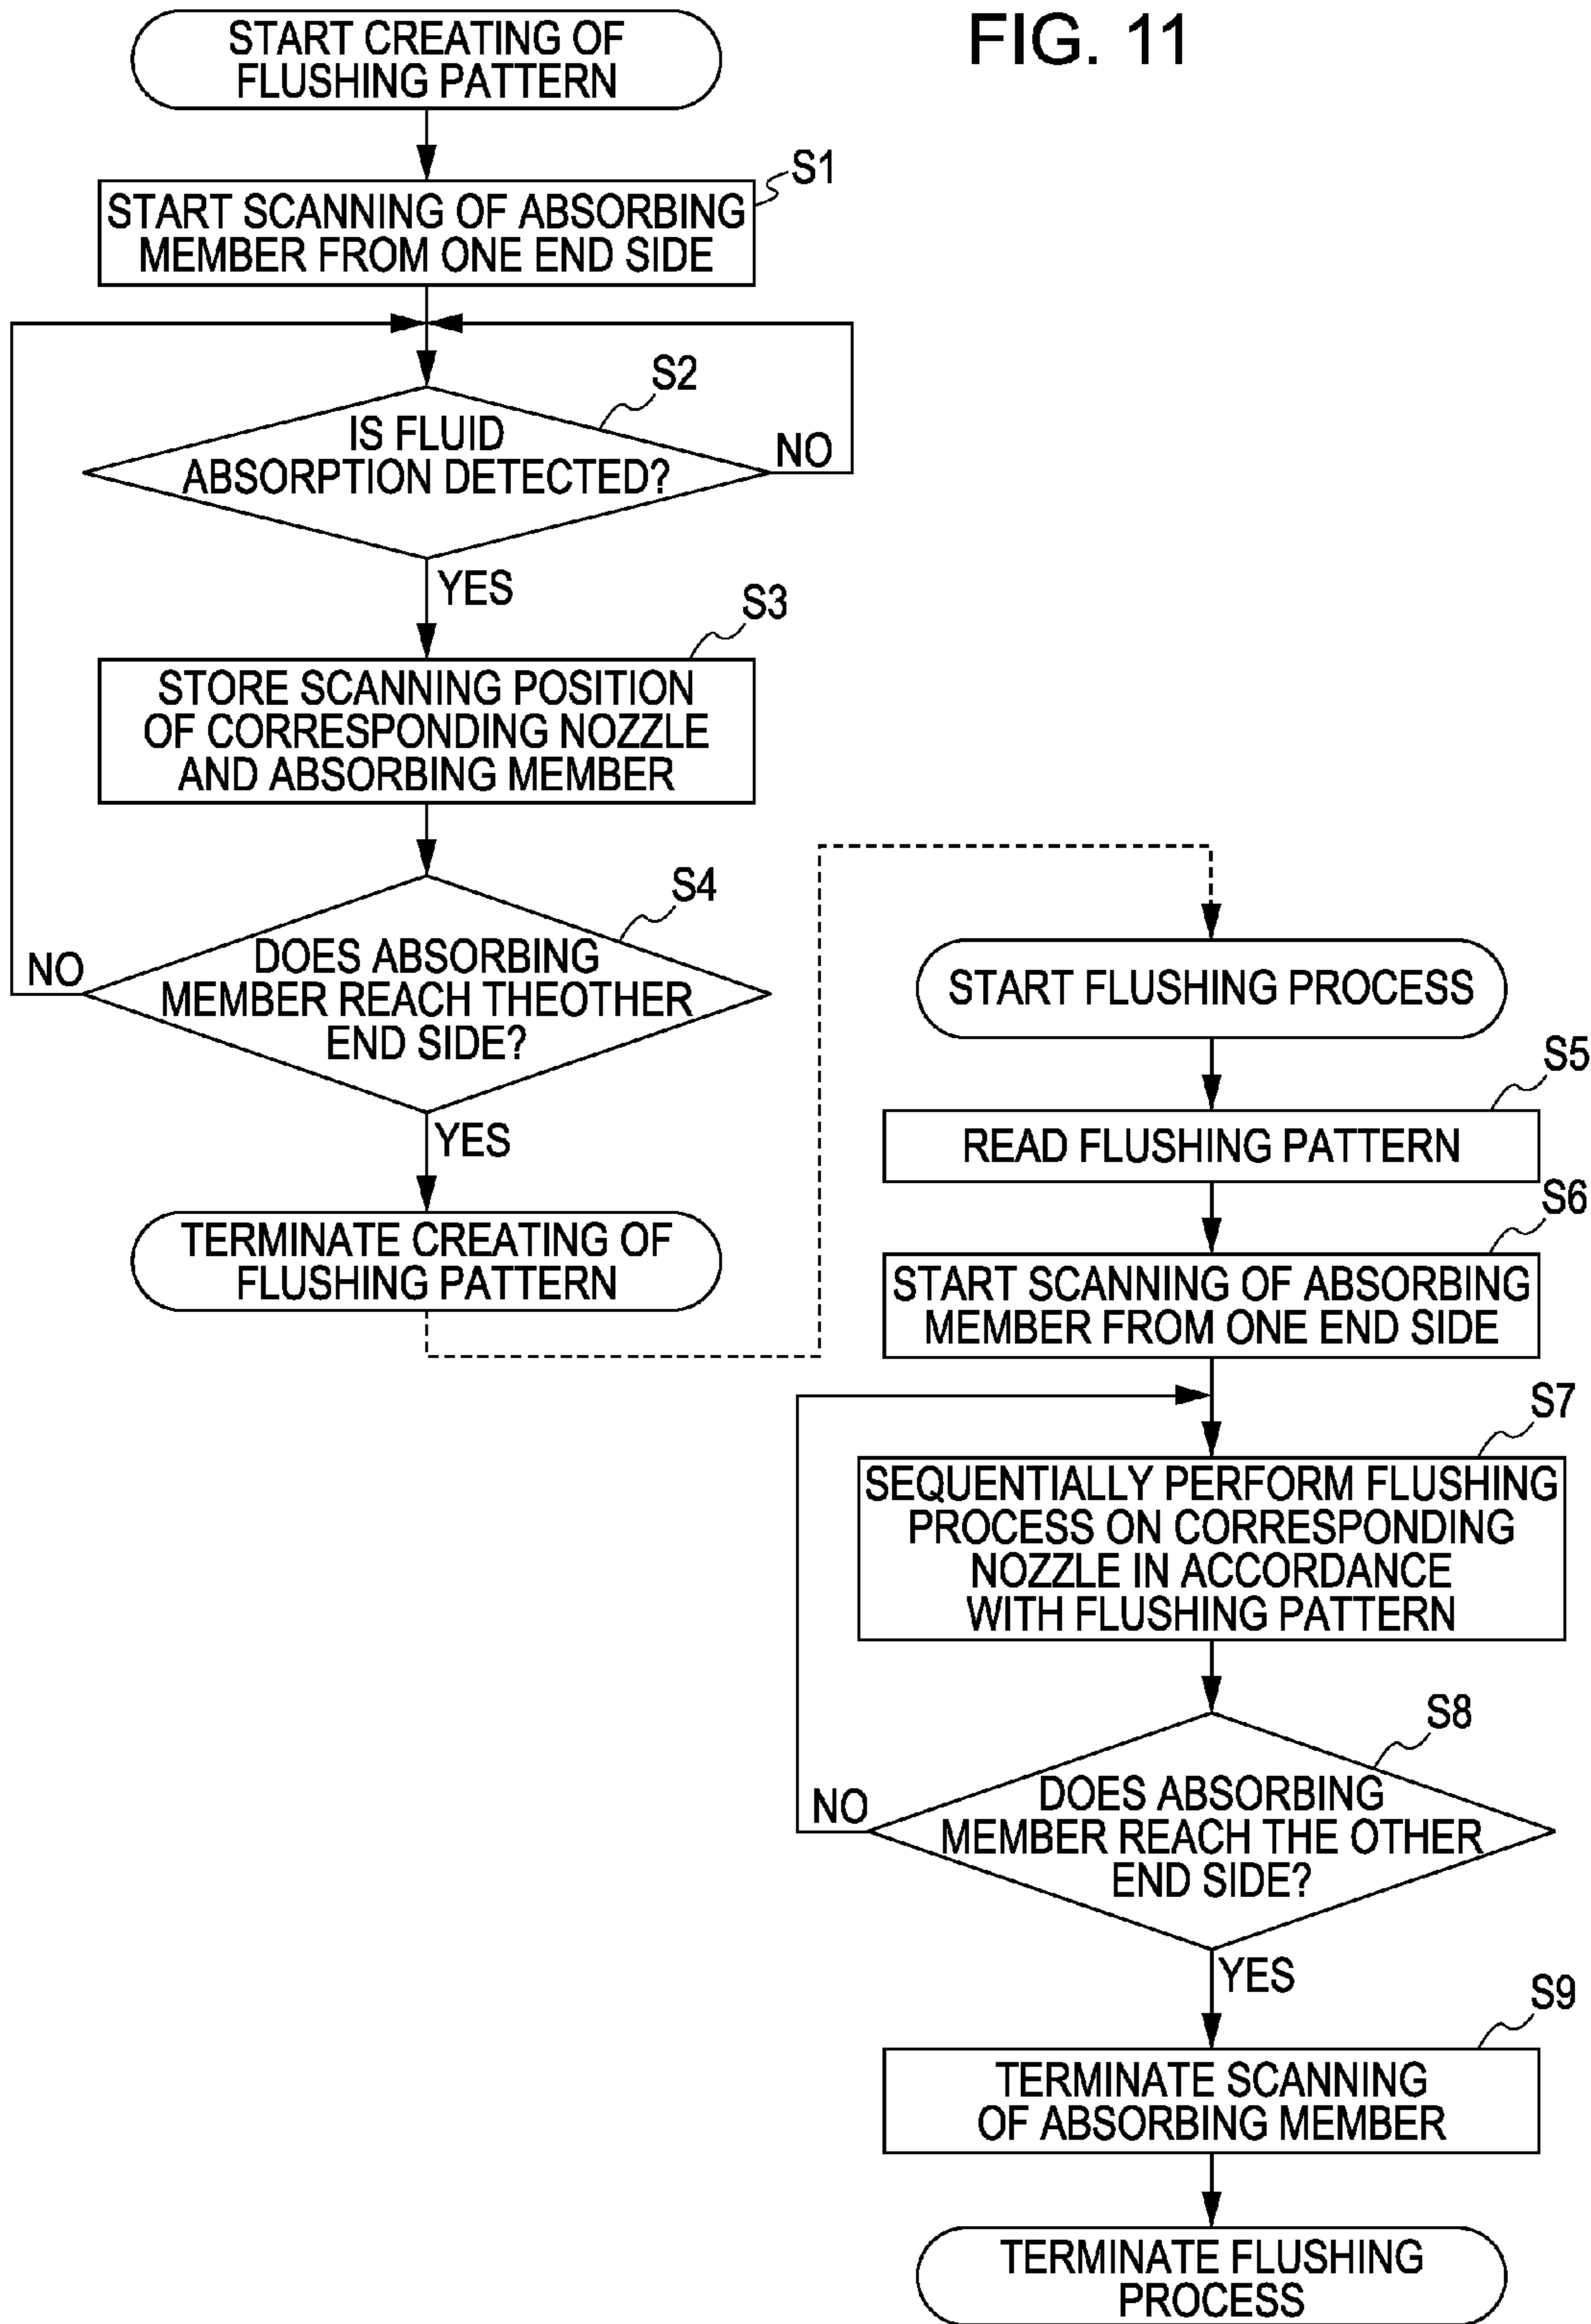 FIG. 11
START CREATING OF
FLUSHING PATTERN
S1
START SCANNING OF ABSORBING
MEMBER FROM ONE END SIDE
S2
IS FLUID
ABSORPTION DETECTED?
NO
YES
S3
STORE SCANNING POSITION
OF CORRESPONDING NOZZLE
AND ABSORBING MEMBER
S4
DOES ABSORBING
MEMBER REACH THEOTHER
END SIDE?
NO
YES
TERMINATE CREATING OF
FLUSHING PATTERN
START FLUSHING PROCESS
S5
READ FLUSHING PATTERN
S6
START SCANNING OF ABSORBING
MEMBER FROM ONE END SIDE
S7
SEQUENTIALLY PERFORM FLUSHING
PROCESS ON CORRESPONDING
NOZZLE IN ACCORDANCE
WITH FLUSHING PATTERN
S8
DOES ABSORBING
MEMBER REACH THE OTHER
END SIDE?
NO
YES
S9
TERMINATE SCANNING
OF ABSORBING MEMBER
TERMINATE FLUSHING
PROCESS